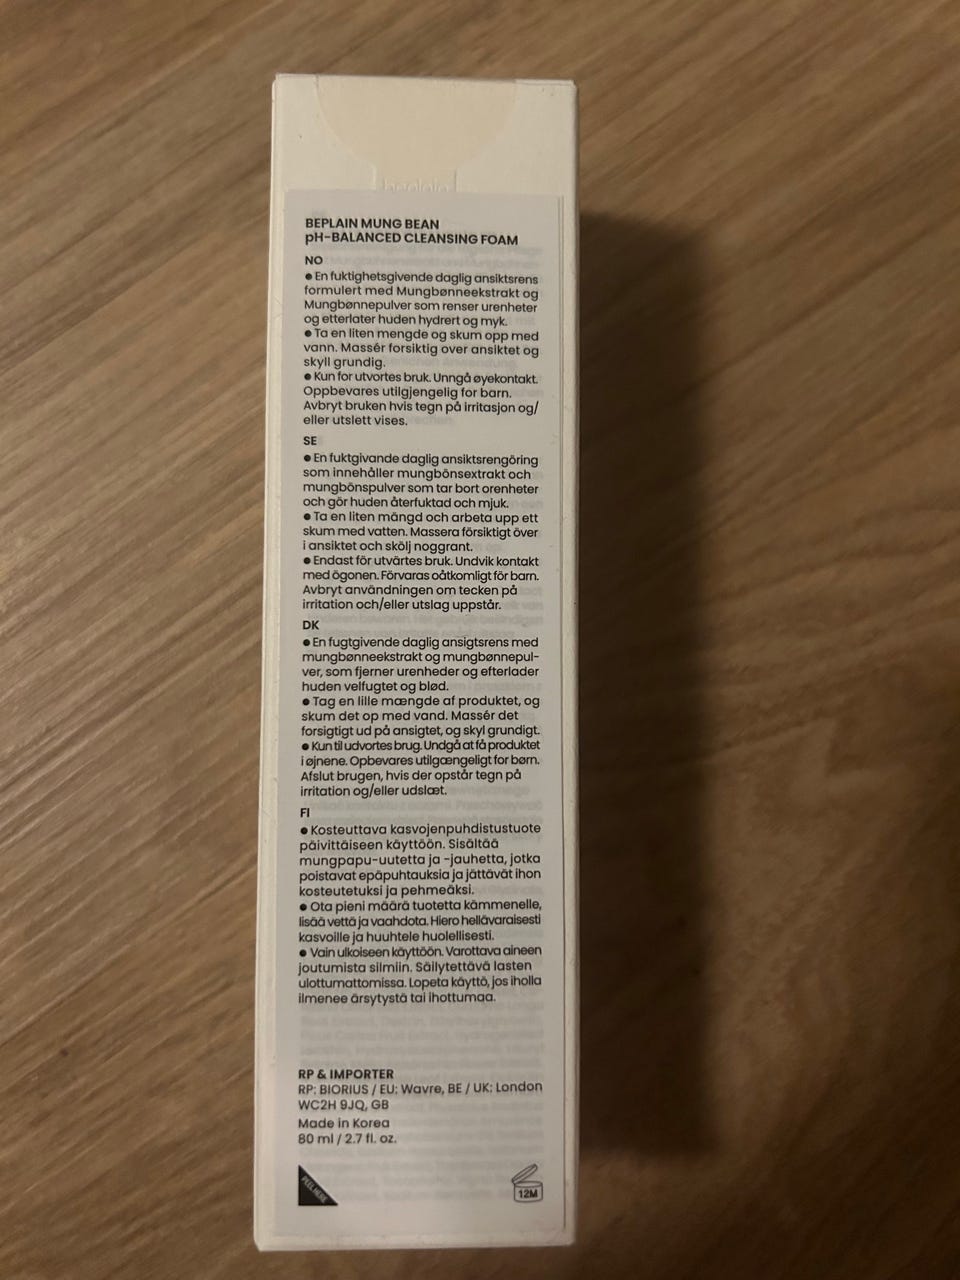 BEPLAIN MUNG BEAN
pH-BALANCED CLEANSING FOAM
NO
● En fuktighetsgivende daglig ansiktsrens
formulert med Mungbønneekstrakt og
Mungbønnepulver som renser urenheter
og etterlater huden hydrert og myk.
● Ta en liten mengde og skum opp med
vann. Massér forsiktig over ansiktet og
skyll grundig.
● Kun for utvortes bruk. Unngå øyekontakt.
Oppbevares utilgjengelig for barn.
Avbryt bruken hvis tegn på irritasjon og/
eller utslett vises.
SE
● En fuktgivande daglig ansiktsrengöring
som innehåller mungbönsextrakt och
mungbönspulver som tar bort orenheter
och gör huden återfuktad och mjuk.
● Ta en liten mängd och arbeta upp ett
skum med vatten. Massera försiktigt över
i ansiktet och skölj noggrant.
● Endast för utvärtes bruk. Undvik kontakt
med ögonen. Förvaras oåtkomligt för barn.
Avbryt användningen om tecken på
irritation och/eller utslag uppstår.
DK
● En fugtgivende daglig ansigtsrens med
mungbønneekstrakt og mungbønnepul-
ver, som fjerner urenheder og efterlader
huden velfugtet og blød.
● Tag en lille mængde af produktet, og
skum det op med vand. Massér det
forsigtigt ud på ansigtet, og skyl grundigt.
● Kun til udvortes brug. Undgå at få produktet
i øjnene. Opbevares utilgængeligt for børn.
Afslut brugen, hvis der opstår tegn på
irritation og/eller udslæt.
FI
● Kosteuttava kasvojenpuhdistustuote
päivittäiseen käyttöön. Sisältää
mungpapu-uutetta ja -jauhetta, jotka
poistavat epäpuhtauksia ja jättävät ihon
kosteutetuksi ja pehmeäksi.
● Ota pieni määrä tuotetta kämmenelle,
lisää vettä ja vaahdota. Hiero hellävaraisesti
kasvoille ja huuhtele huolellisesti.
● Vain ulkoiseen käyttöön. Varottava aineen
joutumista silmiin. Säilytettävä lasten
ulottumattomissa. Lopeta käyttö, jos iholla
ilmenee ärsytystä tai ihottumaa.
RP & IMPORTER
RP: BIORIUS / EU: Wavre, BE / UK: London
WC2H 9JQ, GB
Made in Korea
80 ml / 2.7 fl. oz.
PEEL HERE
12M